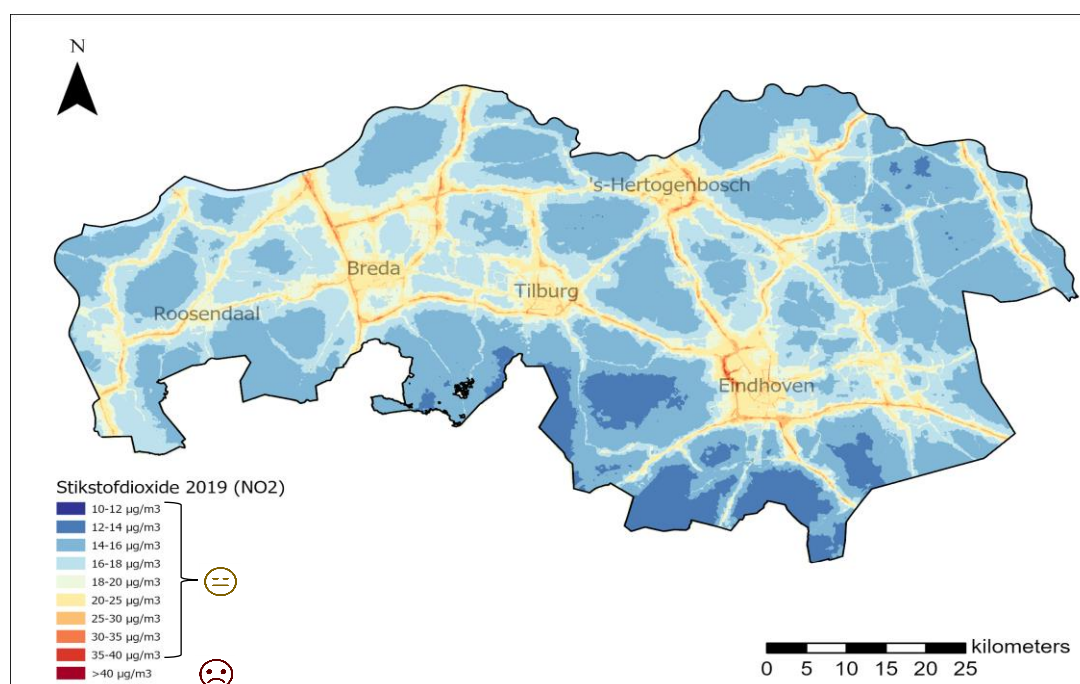 N
's-Hertogenbosch
Breda
Tilburg
Roosendaal
Eindhoven
Stikstofdioxide 2019 (NO2)
10-12 µg/m3
12-14 µg/m3
14-16 µg/m3
16-18 µg/m3
18-20 µg/m3
20-25 µg/m3
25-30 µg/m3
30-35 µg/m3
35-40 µg/m3
>40 µg/m3
kilometers
0 5 10 15 20 25